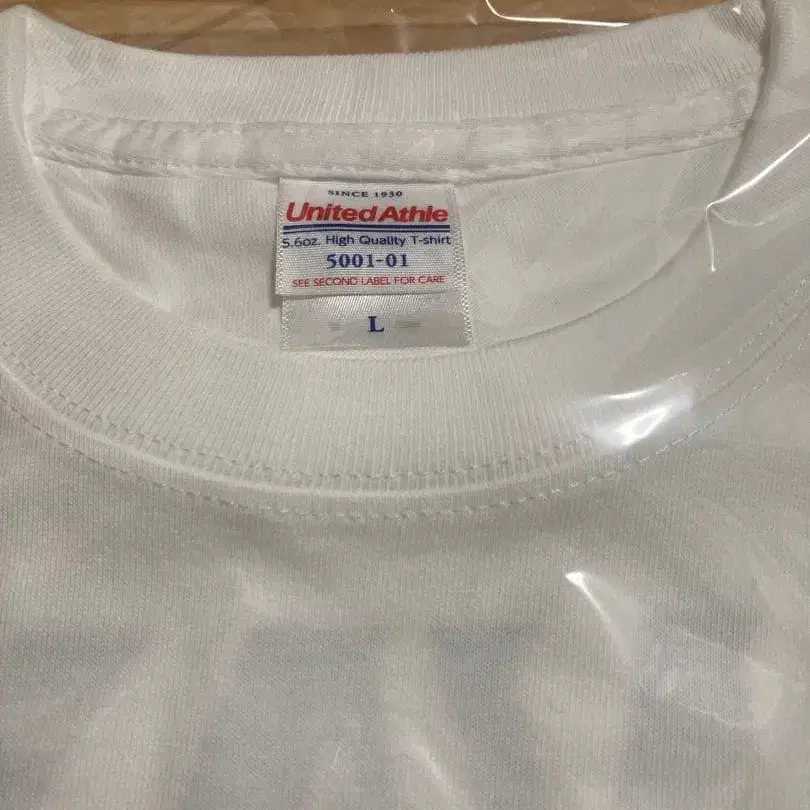 SINCE 1930
United Athle
5.6oz. High Quality T-shirt
5001-01
SEE SECOND LABEL FOR CARE
L